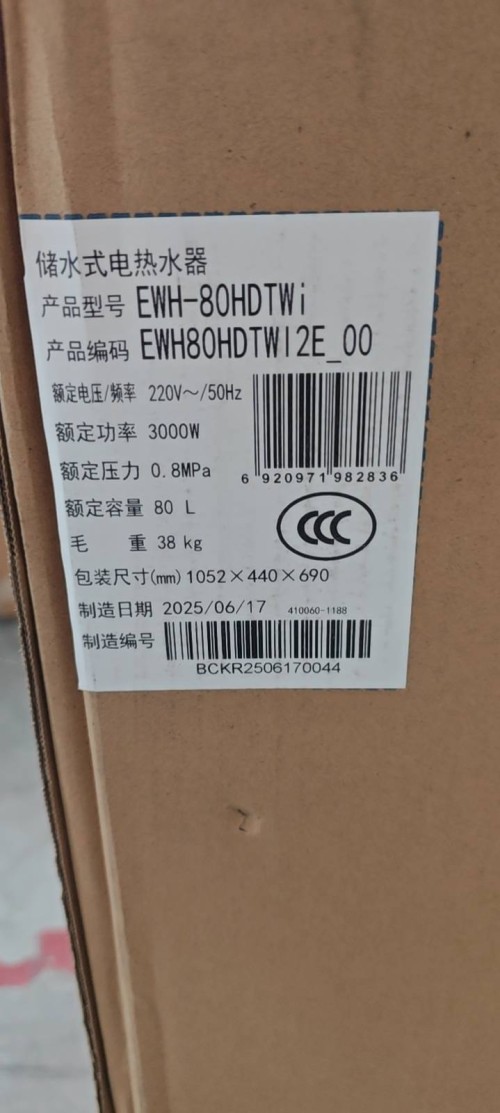 储水式电热水器
产品型号 EWH-80HDTWi
产品编码 EWH80HDTWI2E_00
额定电压/频率 220V～/50Hz
额定功率 3000W
额定压力 0.8MPa
6 920971 982836
额定容量 80 L
CCC
毛 重 38 kg
包装尺寸(mm) 1052×440×690
制造日期 2025/06/17 410060-1188
制造编号
BCKR2506170044